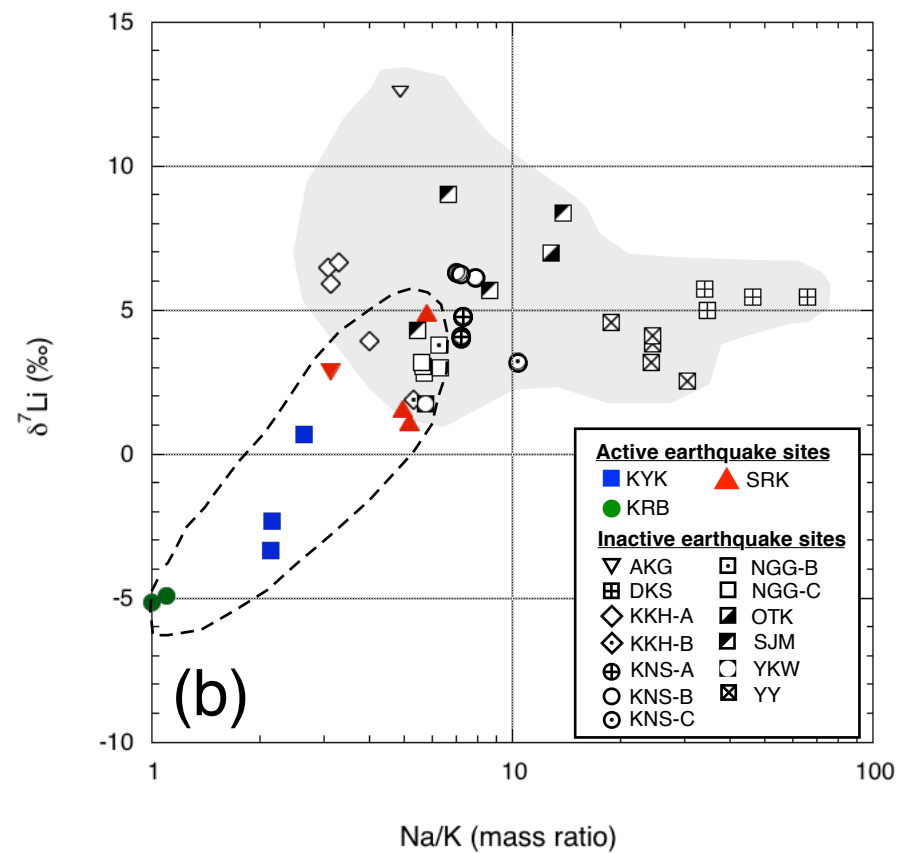 15
10
5
0
-5
-10
δ⁷Li (‰)
1
10
100
Na/K (mass ratio)
(b)
Active earthquake sites
KYK
SRK
KRB
Inactive earthquake sites
AKG
NGG-B
DKS
NGG-C
KKH-A
OTK
KKH-B
SJM
KNS-A
YKW
KNS-B
YY
KNS-C